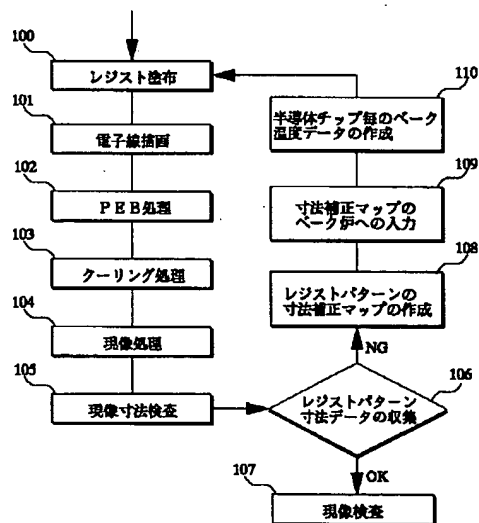 100
レジスト塗布
101
電子線描画
102
PEB処理
103
クーリング処理
104
現像処理
105
現像寸法検査
106
レジストパターン
寸法データの収集
OK
107
現像検査
NG
108
レジストパターンの
寸法補正マップの作成
109
寸法補正マップの
ベーク炉への入力
110
半導体チップ毎のベーク
温度データの作成